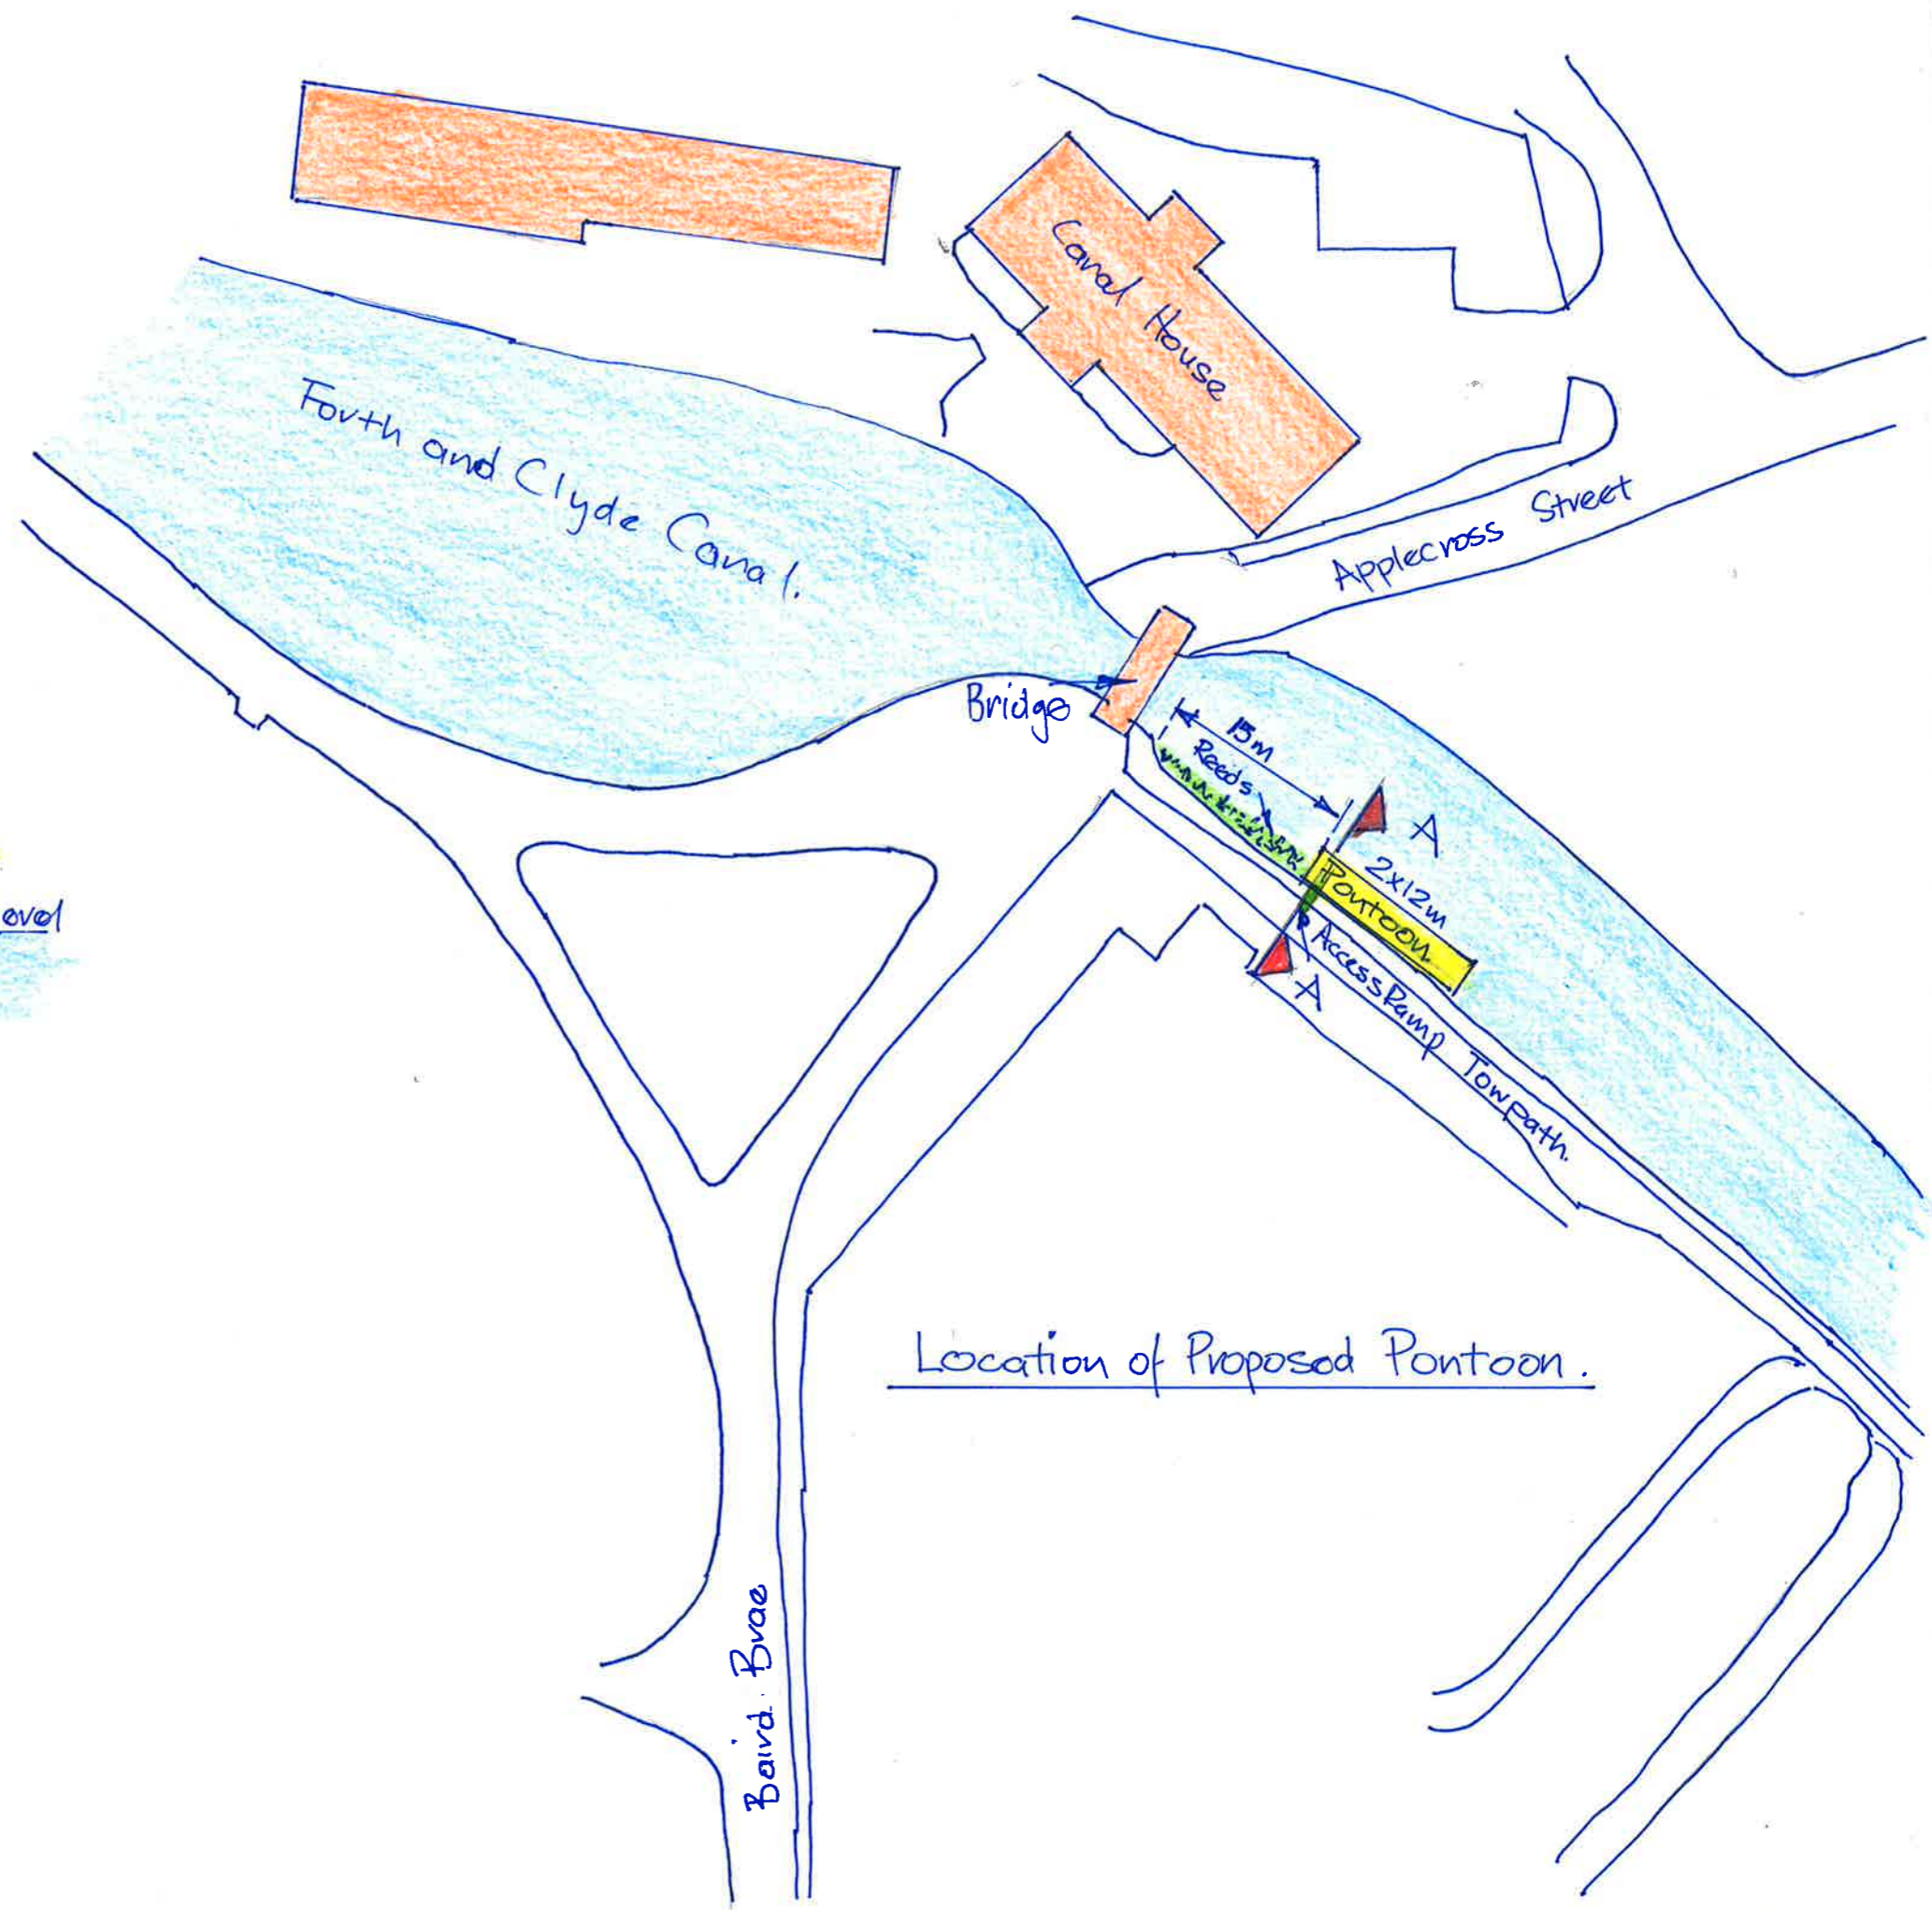 Canal House
Forth and Clyde Canal.
Applecross Street
Bridge
15m
Reeds
A
2x12m
Pontoon
A
Access Ramp
Towpath.
ovel
Location of Proposed Pontoon.
Baird. Brae